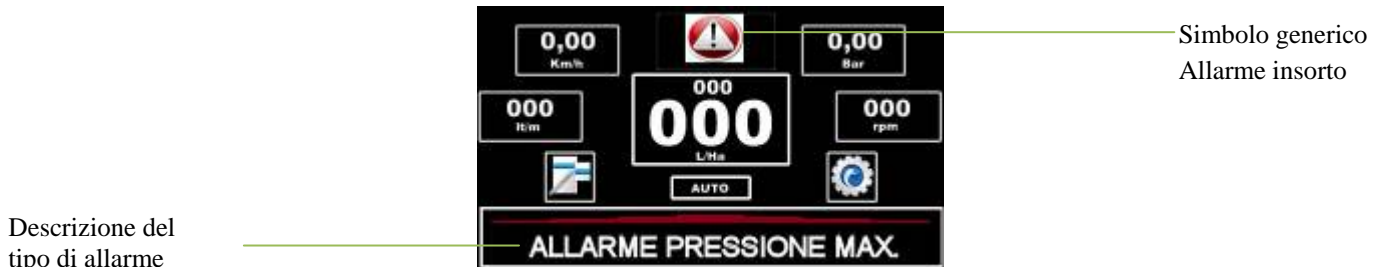 Simbolo generico
Allarme insorto
0,00
Km/h
0,00
Bar
000
000
L/Ha
000
lt/m
000
rpm
AUTO
Descrizione del
tipo di allarme
ALLARME PRESSIONE MAX.